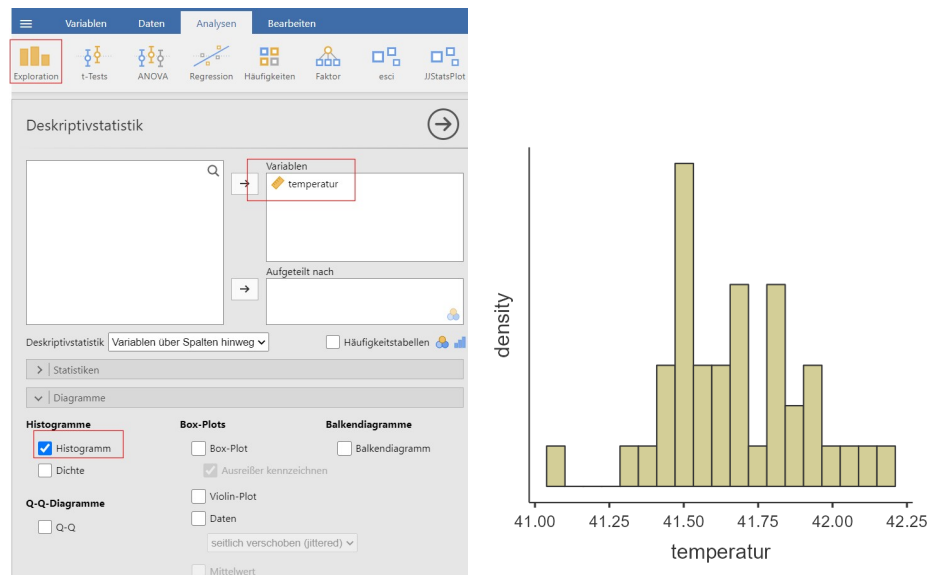 Variablen Daten Analysen Bearbeiten
Exploration t-Tests ANOVA Regression Häufigkeiten Faktor esci JJStatsPlot
Deskriptivstatistik
Variablen
temperatur
Aufgeteilt nach
Deskriptivstatistik Variablen über Spalten hinweg Häufigkeitstabellen
Statistiken
Diagramme
Histogramme Box-Plots Balkendiagramme
Histogramm Box-Plot Balkendiagramm
Dichte Ausreißer kennzeichnen
Violin-Plot
Q-Q-Diagramme
Daten
Q-Q
seitlich verschoben (jittered)
Mittelwert
density
41.00 41.25 41.50 41.75 42.00 42.25
temperatur